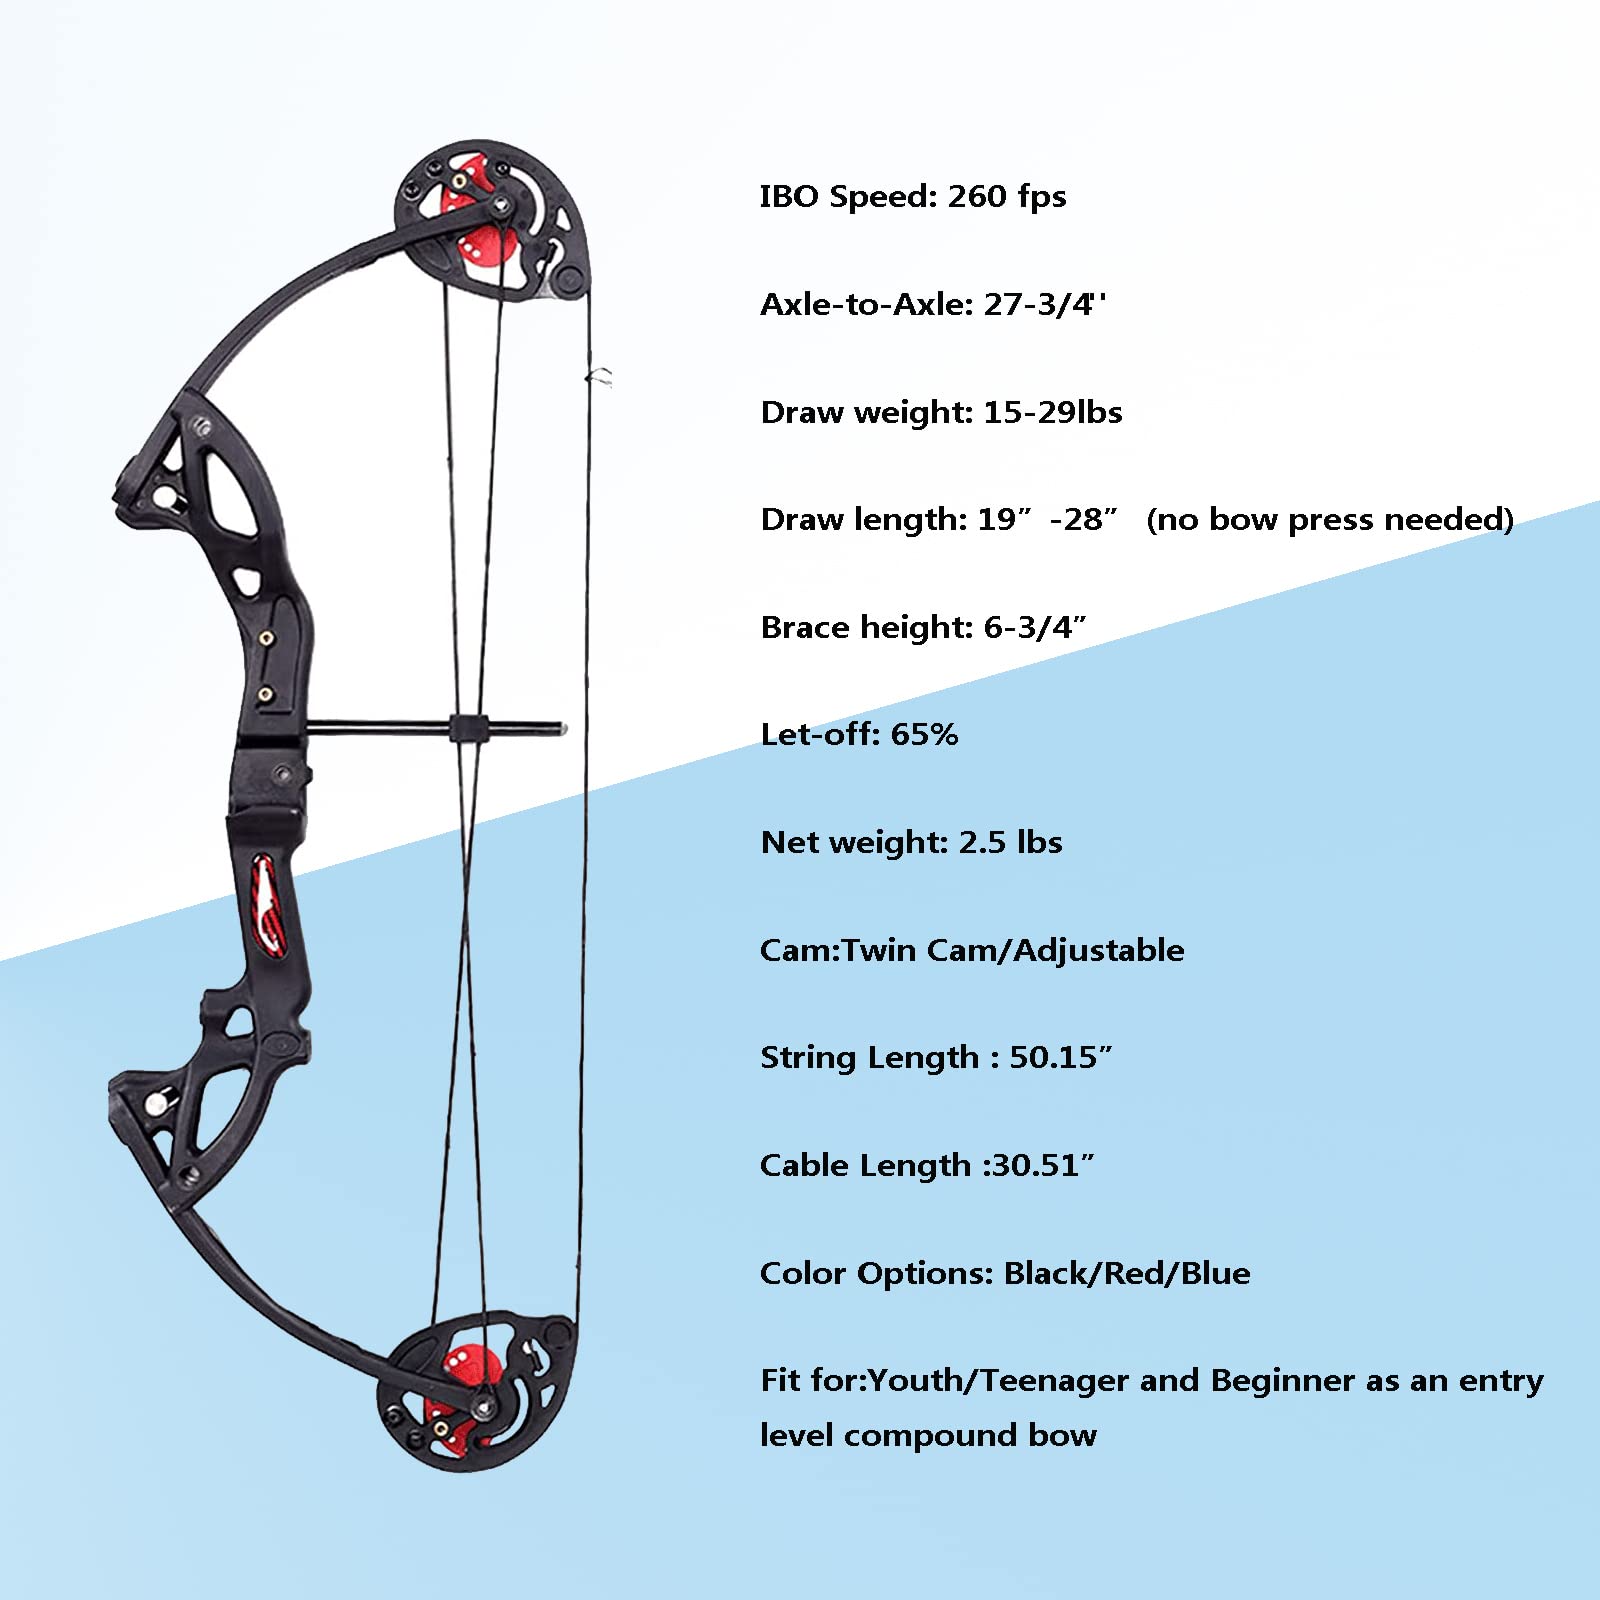 IBO Speed: 260 fps
Axle-to-Axle: 27-3/4''
Draw weight: 15-29lbs
Draw length: 19” -28” (no bow press needed)
Brace height: 6-3/4”
Let-off: 65%
Net weight: 2.5 lbs
Cam:Twin Cam/Adjustable
String Length : 50.15”
Cable Length :30.51”
Color Options: Black/Red/Blue
Fit for:Youth/Teenager and Beginner as an entry
level compound bow